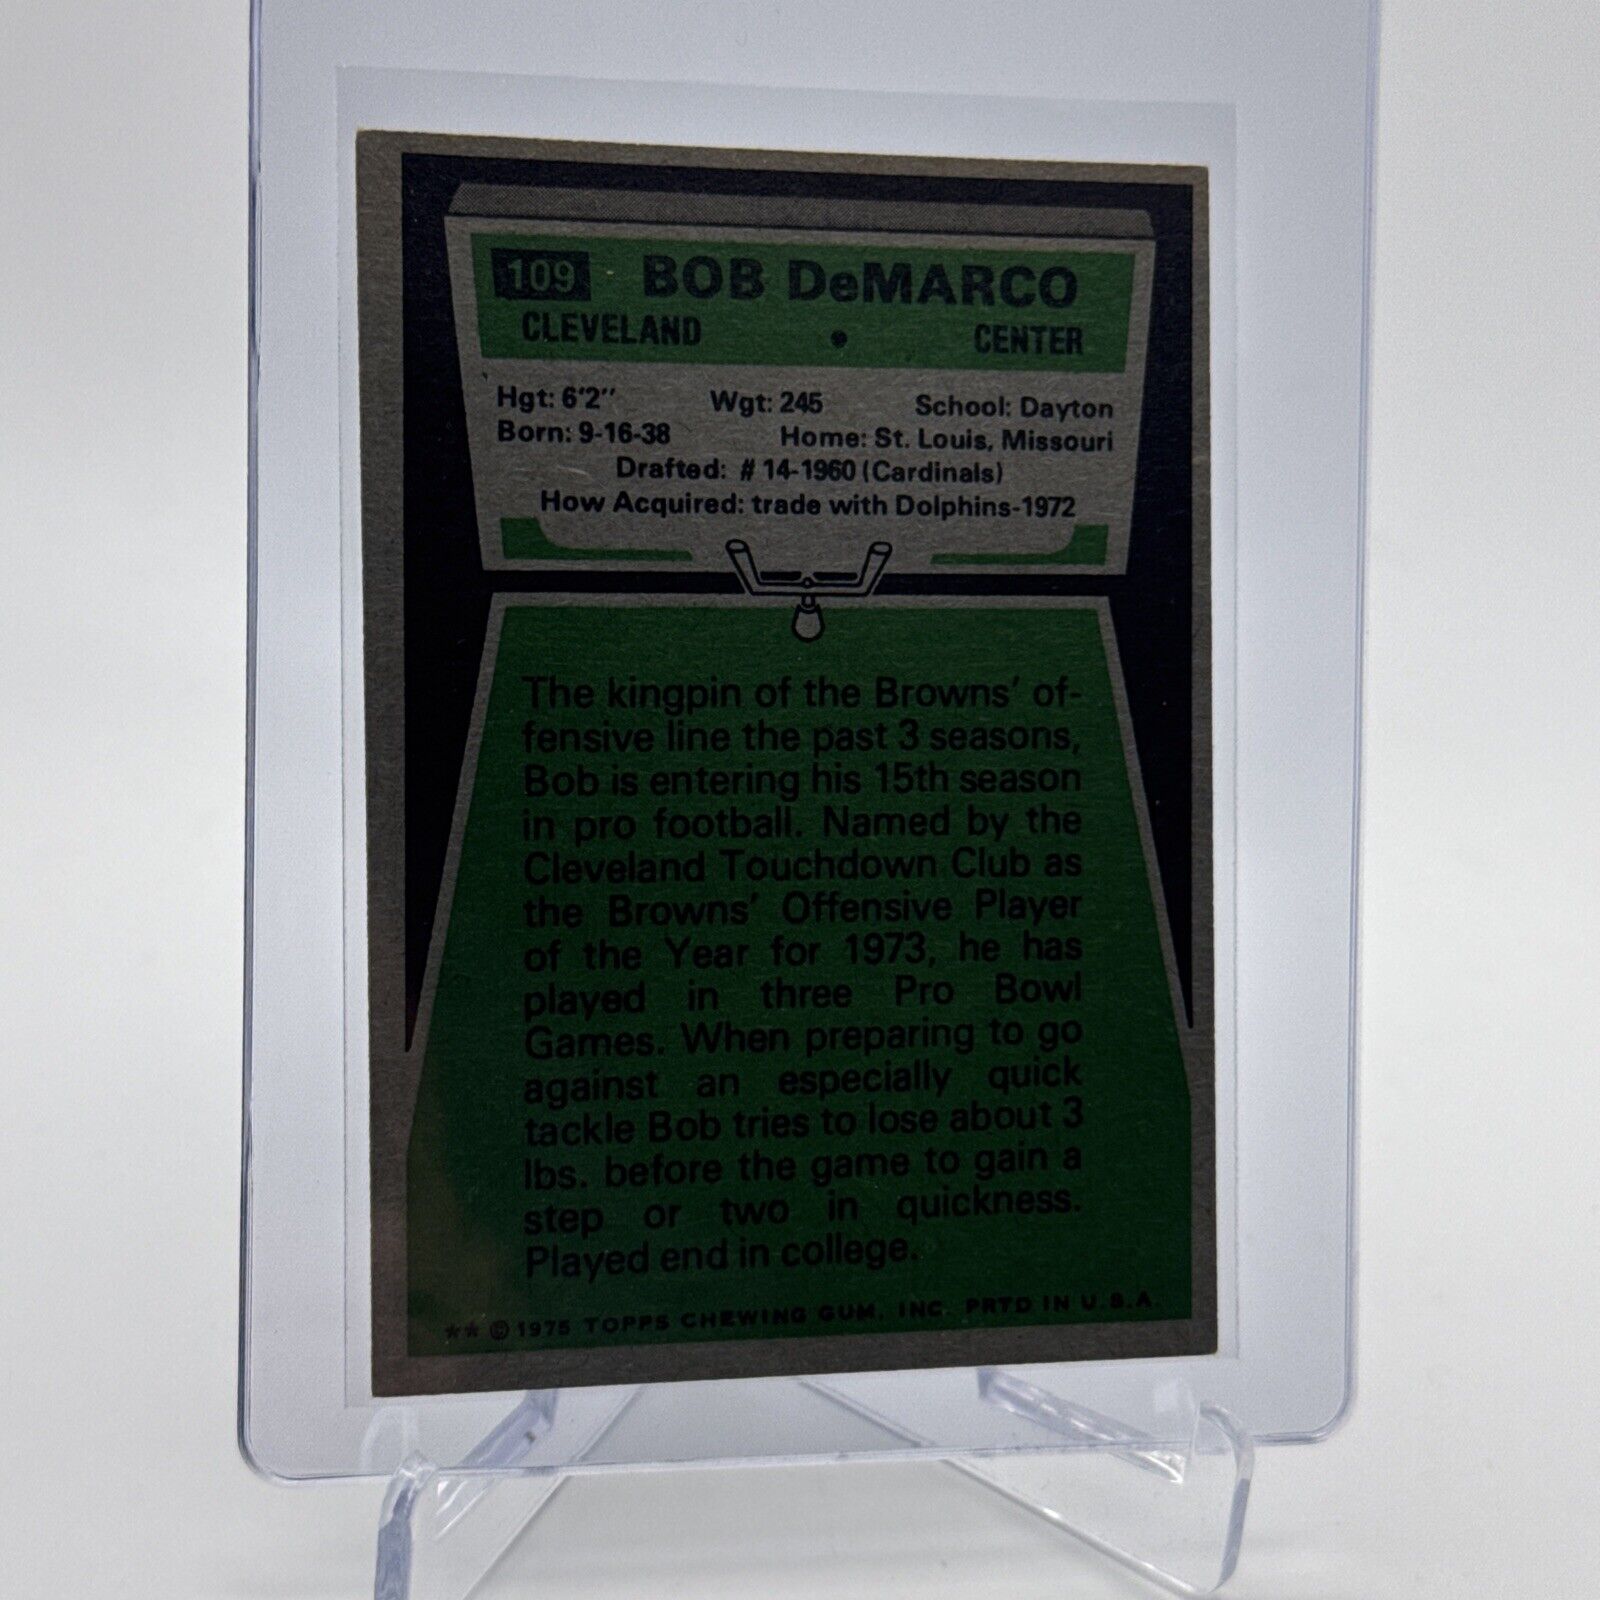 109 BOB DeMARCO
CLEVELAND • CENTER
Hgt: 6'2" Wgt: 245 School: Dayton
Born: 9-16-38 Home: St. Louis, Missouri
Drafted: # 14-1960 (Cardinals)
How Acquired: trade with Dolphins-1972
The kingpin of the Browns' of-
fensive line the past 3 seasons,
Bob is entering his 15th season
in pro football. Named by the
Cleveland Touchdown Club as
the Browns' Offensive Player
of the Year for 1973, he has
played in three Pro Bowl
Games. When preparing to go
against an especially quick
tackle Bob tries to lose about 3
lbs. before the game to gain a
step or two in quickness.
Played end in college.
** © 1975 TOPPS CHEWING GUM, INC. PRTD IN U.S.A.